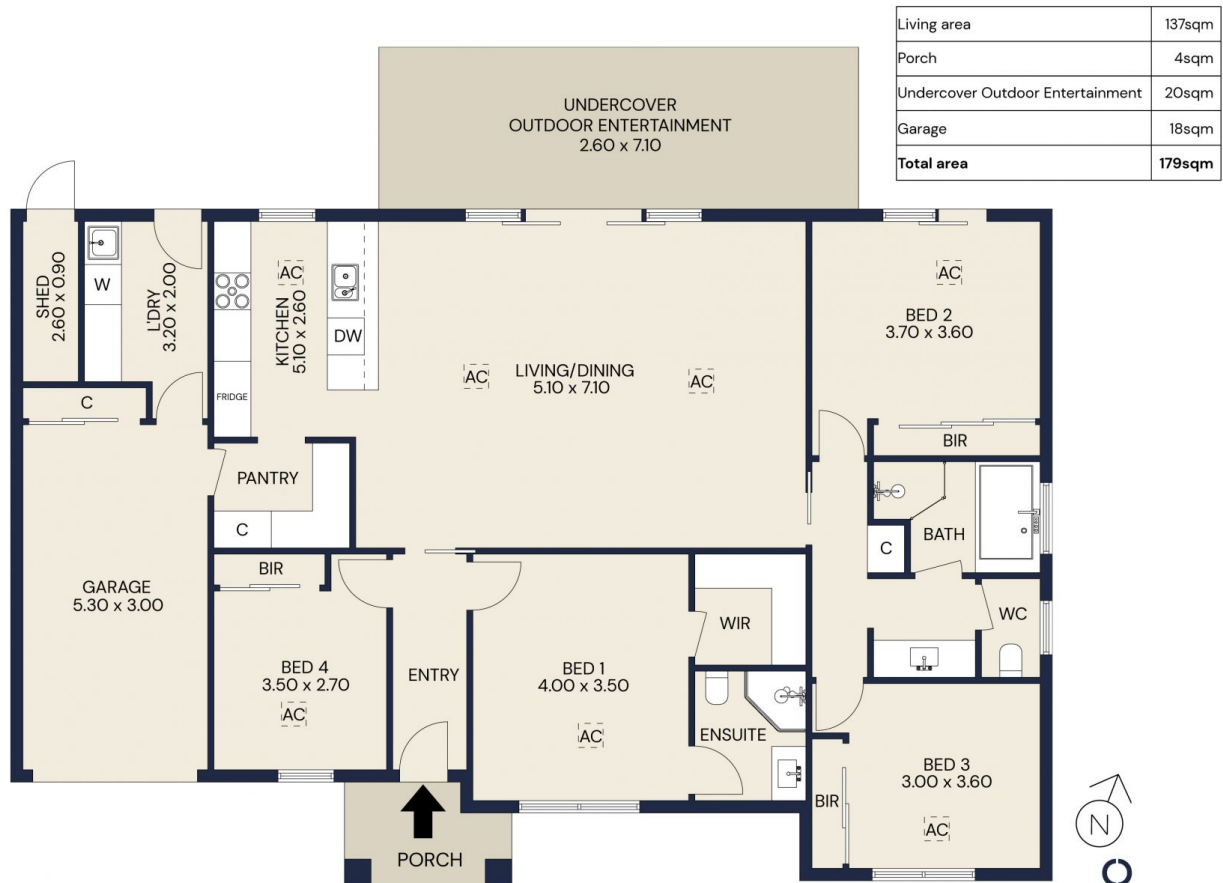 Living area 137sqm
Porch 4sqm
Undercover Outdoor Entertainment 20sqm
Garage 18sqm
Total area 179sqm
UNDERCOVER
OUTDOOR ENTERTAINMENT
2.60 x 7.10
SHED
2.60 x 0.90
W
L'DRY
3.20 x 2.00
KITCHEN
5.10 x 2.60
AC
DW
FRIDGE
LIVING/DINING
5.10 x 7.10
AC
AC
AC
BED 2
3.70 x 3.60
BIR
C
PANTRY
C
BATH
C
GARAGE
5.30 x 3.00
BIR
BED 4
3.50 x 2.70
AC
ENTRY
BED 1
4.00 x 3.50
AC
WIR
ENSUITE
WC
BED 3
3.00 x 3.60
BIR
AC
PORCH
N